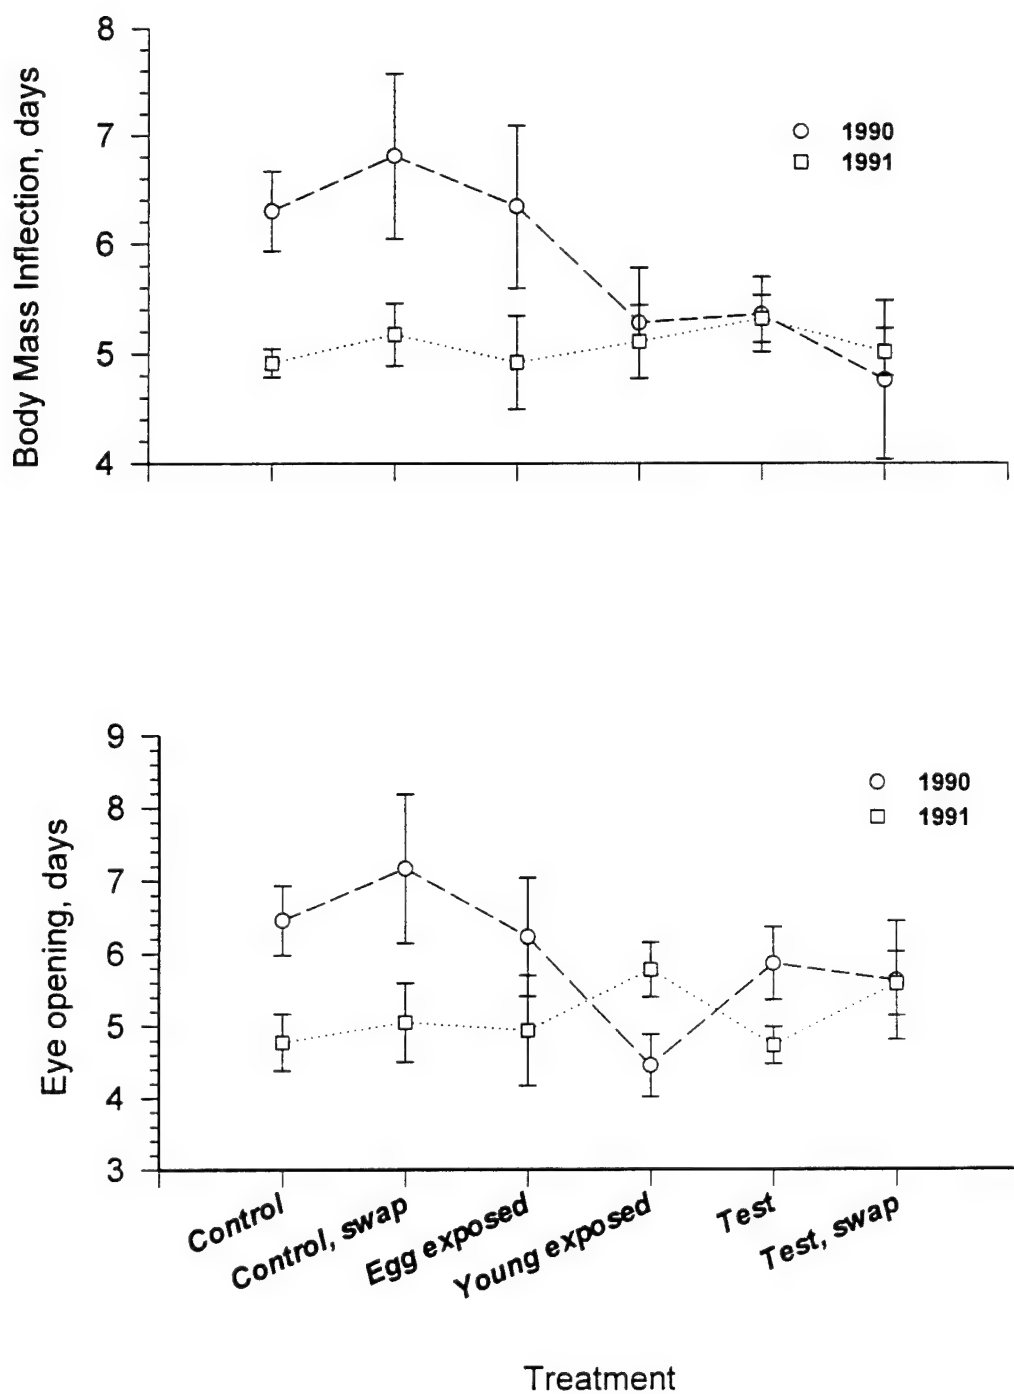 8
7
6
5
4
Body Mass Inflection, days
1990
1991
9
8
7
6
5
4
3
Eye opening, days
1990
1991
Control
Control, swap
Egg exposed
Young exposed
Test
Test, swap
Treatment